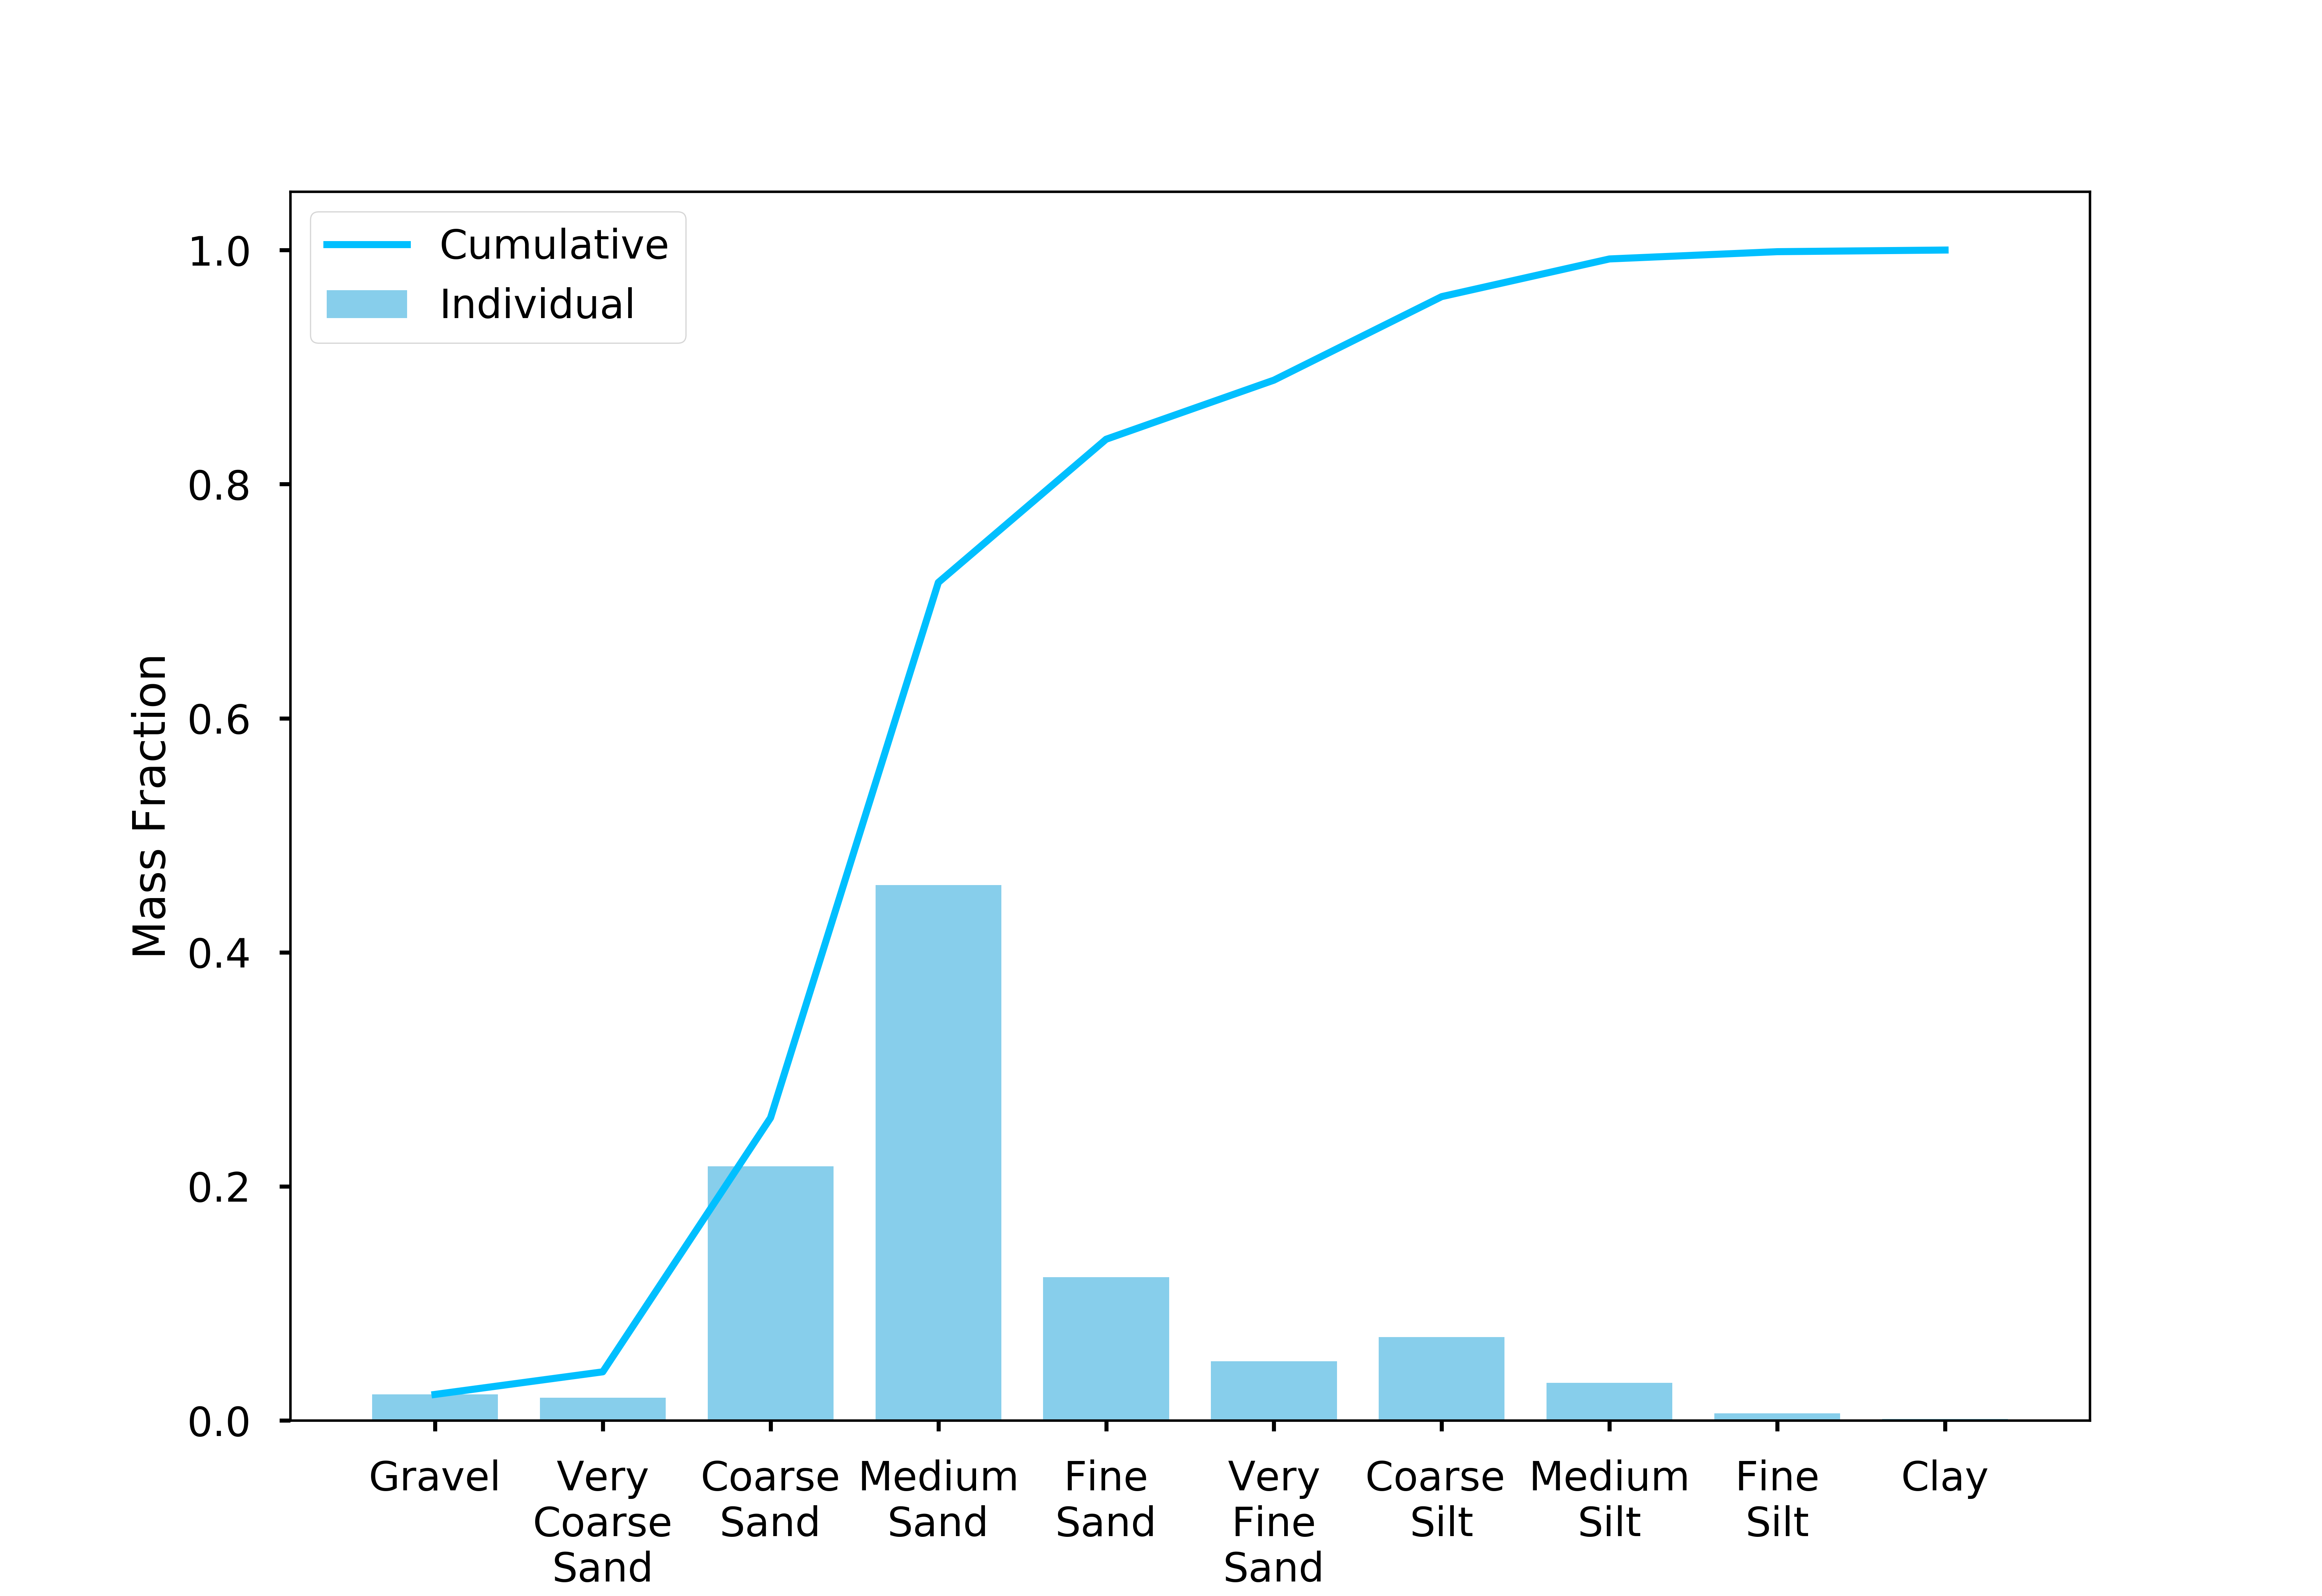 Cumulative
Individual
1.0
0.8
0.6
0.4
0.2
0.0
Mass Fraction
Gravel
Very
Coarse
Sand
Coarse
Sand
Medium
Sand
Fine
Sand
Very
Fine
Sand
Coarse
Silt
Medium
Silt
Fine
Silt
Clay